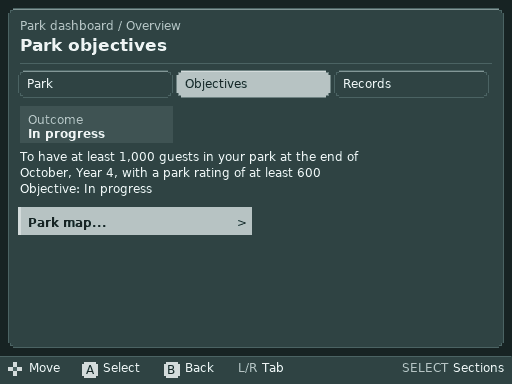 Park dashboard / Overview
Park objectives
Park
Objectives
Records
Outcome
In progress
To have at least 1,000 guests in your park at the end of
October, Year 4, with a park rating of at least 600
Objective: In progress
Park map... >
Move A Select B Back L/R Tab SELECT Sections